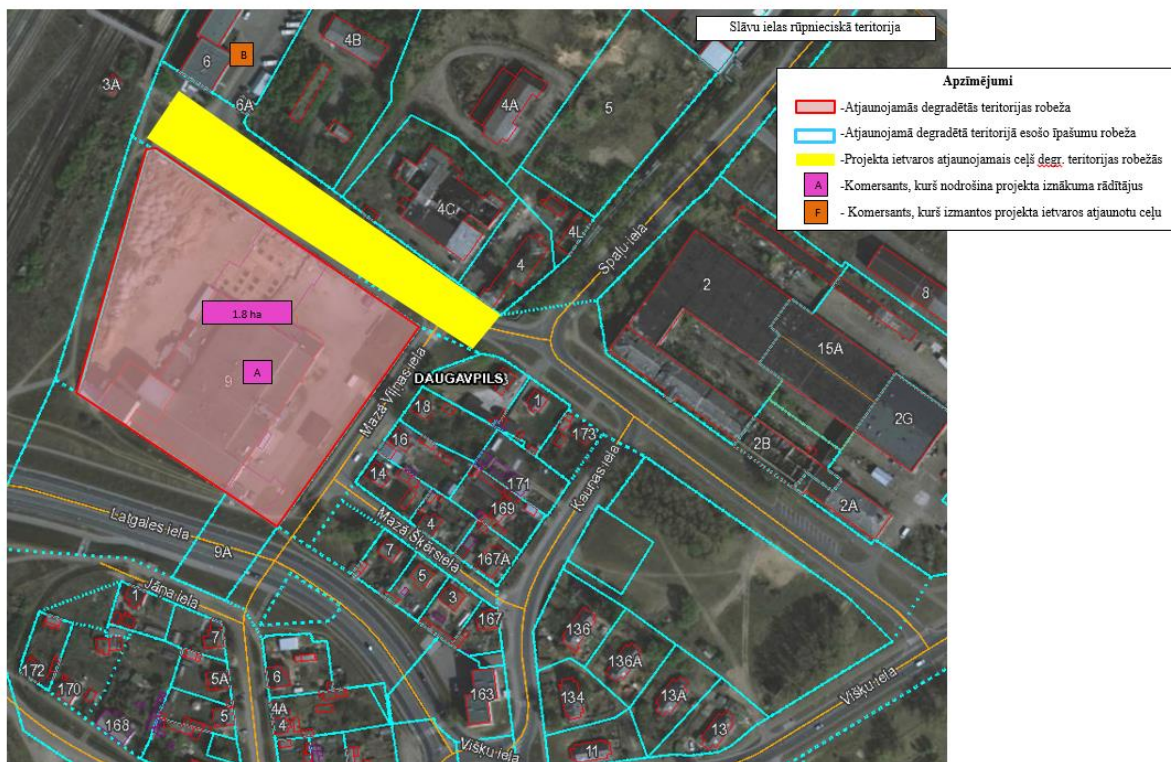 Slāvu ielas rūpnieciskā teritorija
Apzīmējumi
-Atjaunojamās degradētās teritorijas robeža
-Atjaunojamā degradētā teritorijā esošo īpašumu robeža
-Projekta ietvaros atjaunojamais ceļš degr. teritorijas robežās
A -Komersants, kurš nodrošina projekta iznākuma rādītājus
F - Komersants, kurš izmantos projekta ietvaros atjaunotu ceļu
4B
6
B
3A
6A
4A
5
4C
4L
4
Spaļu iela
2
8
15A
2G
2B
2A
1.8 ha
9
A
Mazā Viļņas iela
DAUGAVPILS
18
1
173
16
14
171
169
Kauņas iela
4
167A
Mazā Šķērsiela
7
5
3
167
Latgales iela
9A
Jāņa iela
1
7
172
170
5A
168
5
6
4A
4
163
136
136A
134
13A
13
11
Višķu iela
Višķu iela